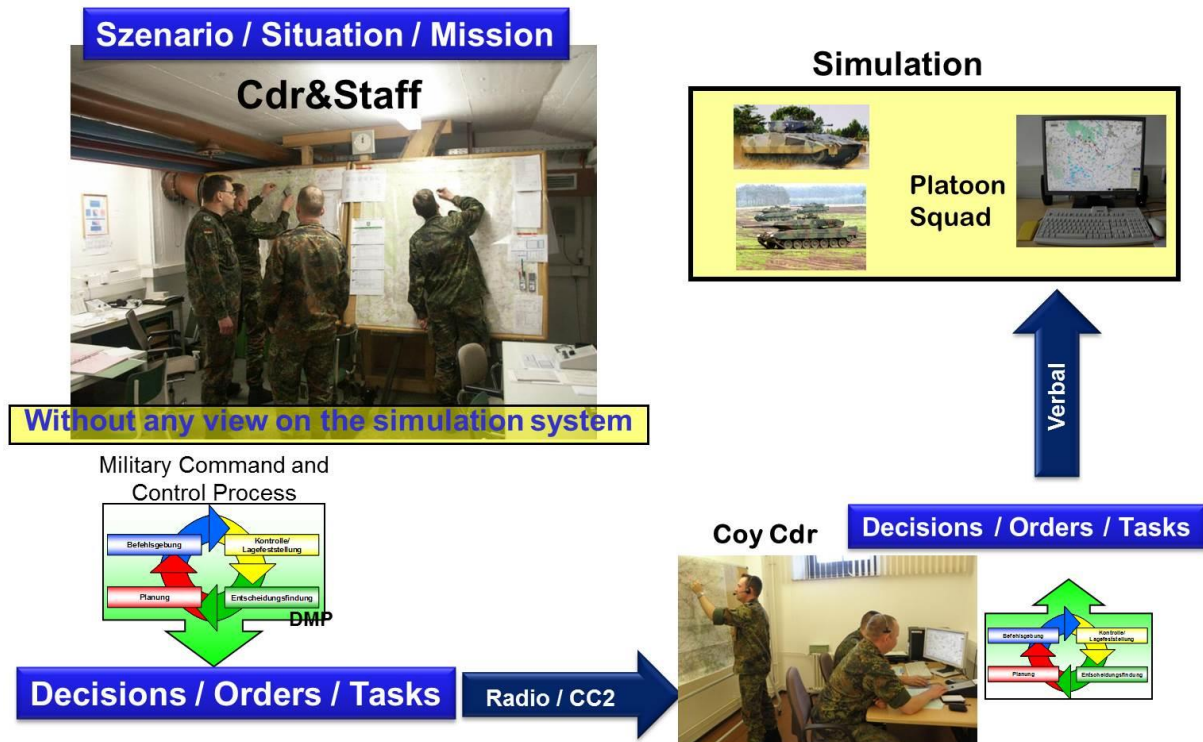 Szenario / Situation / Mission
Cdr&Staff
Without any view on the simulation system
Military Command and
Control Process
Befehlsgebung
Kontrolle/
Lagefeststellung
Planung
Entscheidungsfindung
DMP
Decisions / Orders / Tasks
Radio / CC2
Coy Cdr
Decisions / Orders / Tasks
Befehlsgebung
Kontrolle/
Lagefeststellung
Planung
Entscheidungsfindung
Verbal
Simulation
Platoon
Squad